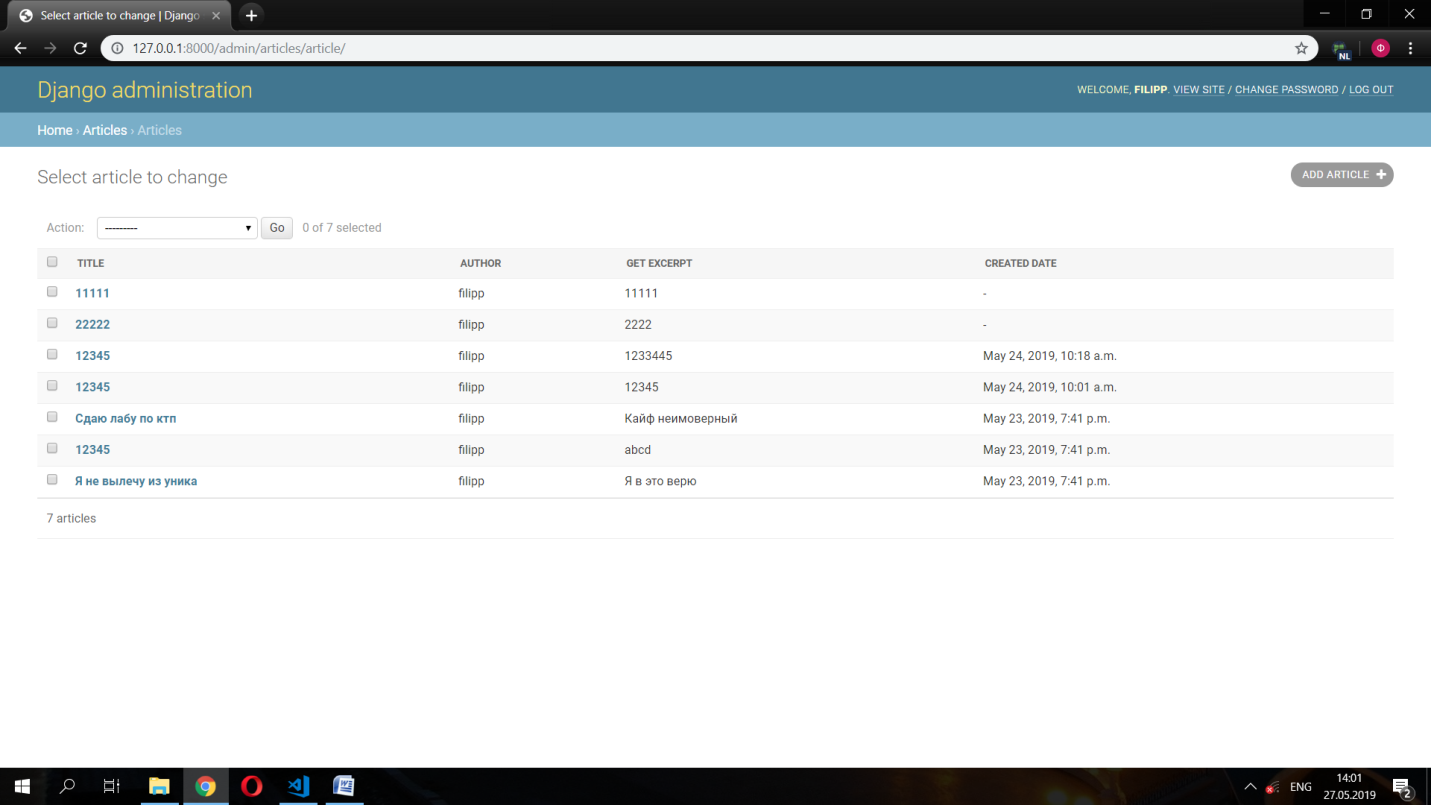 Select article to change | Django
127.0.0.1:8000/admin/articles/article/
NL
Ф
Django administration
WELCOME, FILIPP. VIEW SITE / CHANGE PASSWORD / LOG OUT
Home › Articles › Articles
Select article to change
ADD ARTICLE +
Action: --------- Go 0 of 7 selected
TITLE AUTHOR GET EXCERPT CREATED DATE
11111 filipp 11111 -
22222 filipp 2222 -
12345 filipp 1233445 May 24, 2019, 10:18 a.m.
12345 filipp 12345 May 24, 2019, 10:01 a.m.
Сдаю лабу по ктп filipp Кайф неимоверный May 23, 2019, 7:41 p.m.
12345 filipp abcd May 23, 2019, 7:41 p.m.
Я не вылечу из уника filipp Я в это верю May 23, 2019, 7:41 p.m.
7 articles
ENG
14:01
27.05.2019
2